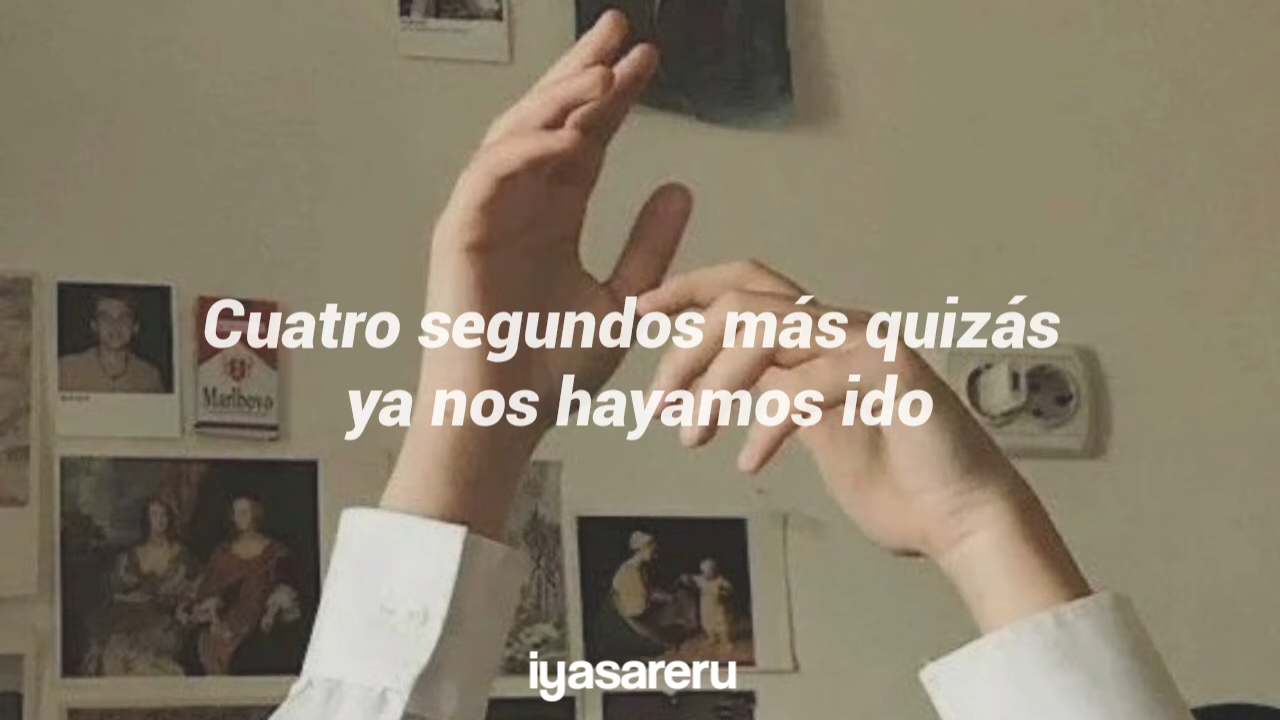 Cuatro segundos más quizás
ya nos hayamos ido
Marlboro
iyasareru